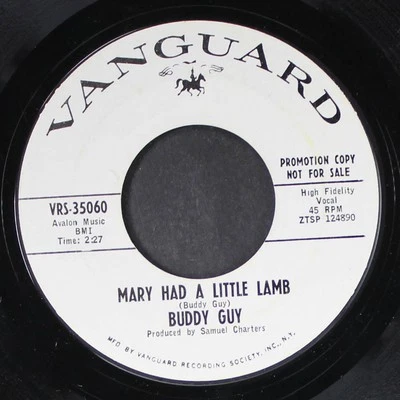 VANGUARD
PROMOTION COPY
NOT FOR SALE
VRS-35060
Avalon Music
BMI
Time: 2:27
High Fidelity
Vocal
45 RPM
ZTSP 124890
MARY HAD A LITTLE LAMB
(Buddy Guy)
BUDDY GUY
Produced by Samuel Charters
MFD. BY VANGUARD RECORDING SOCIETY, INC., N.Y.